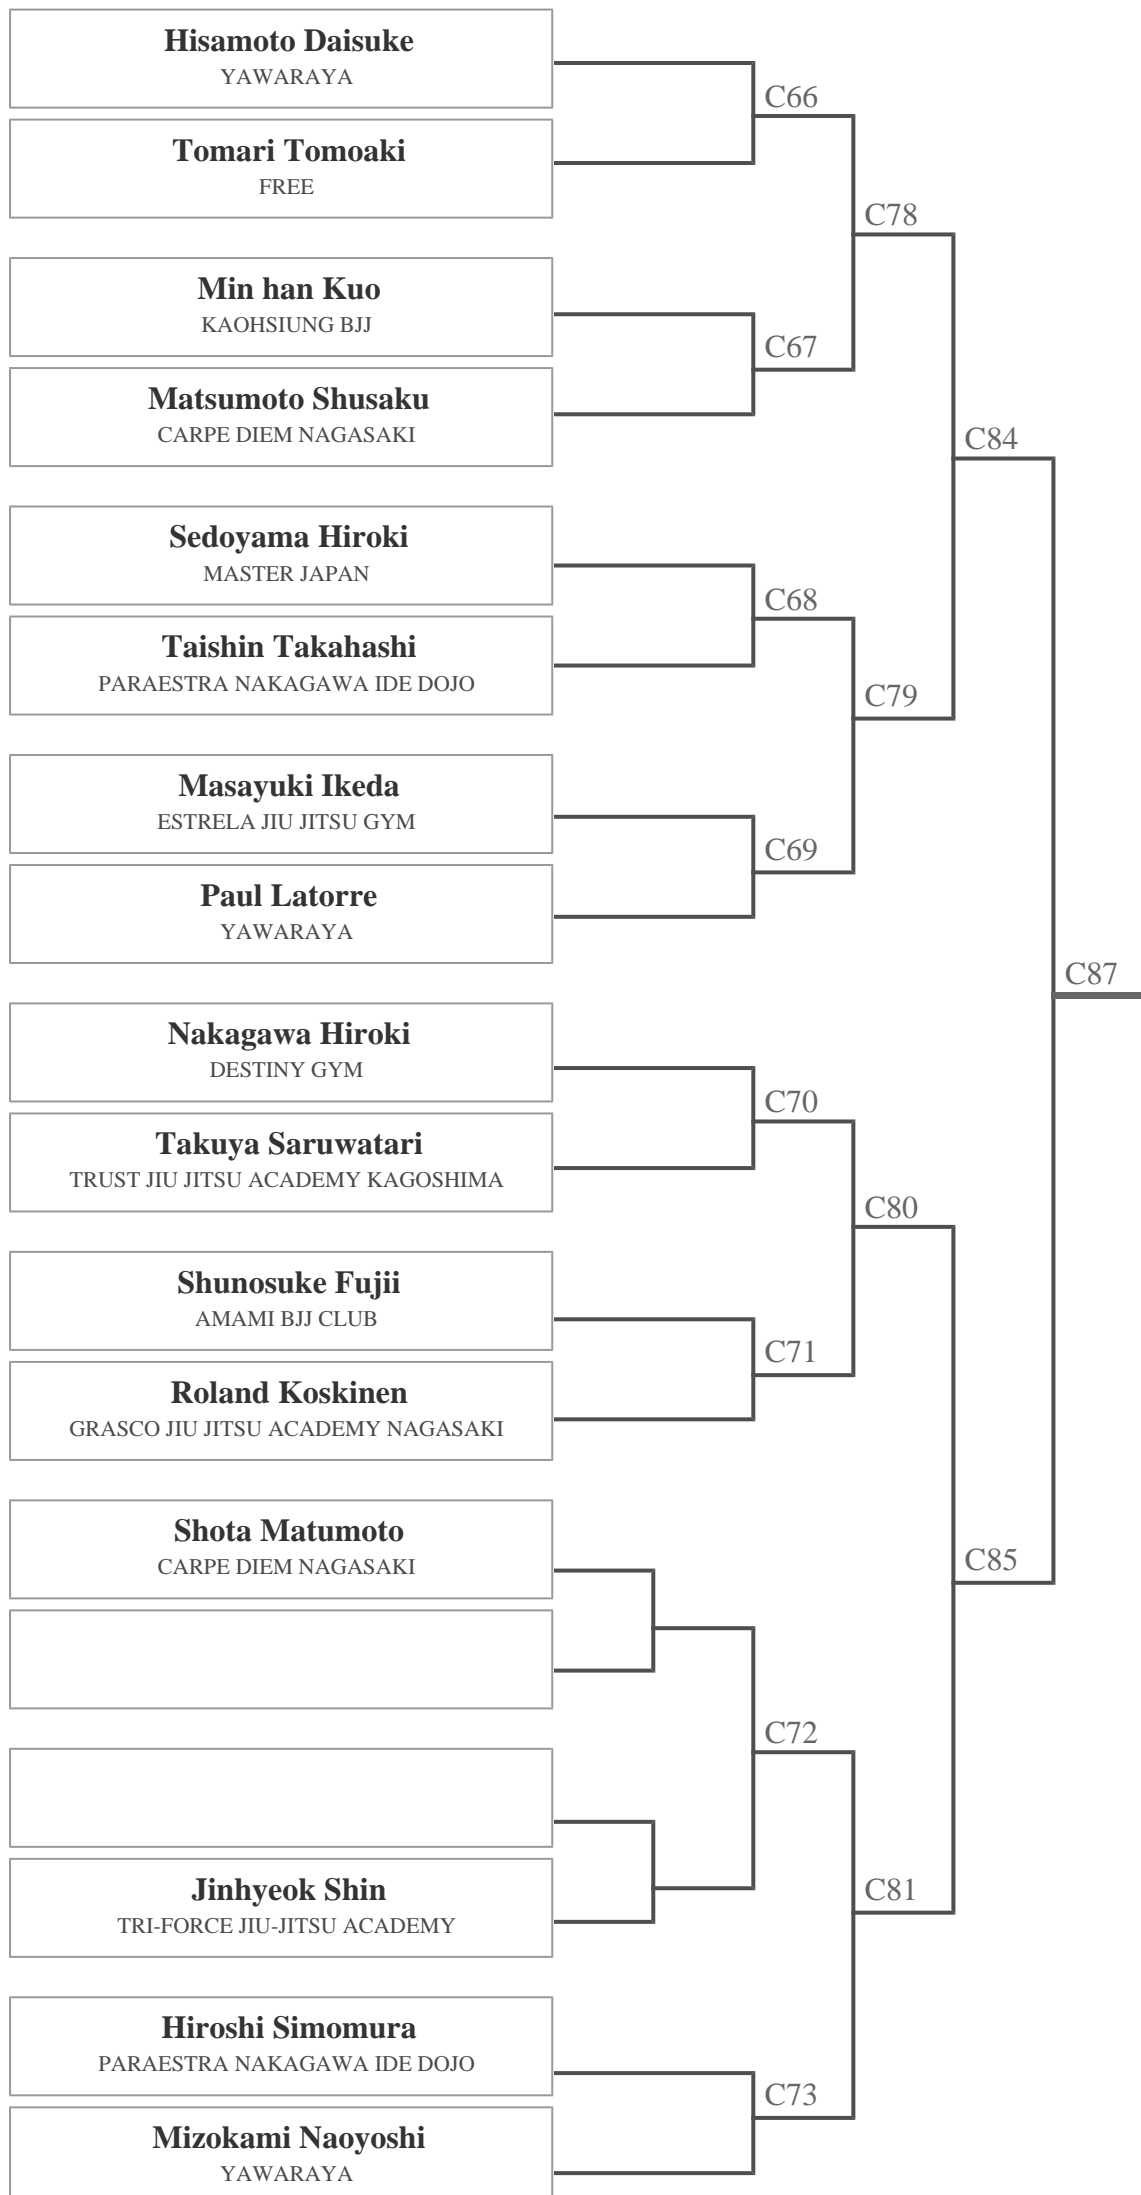 Hisamoto Daisuke
YAWARAYA
C66
Tomari Tomoaki
FREE
C78
Min han Kuo
KAOHSIUNG BJJ
C67
Matsumoto Shusaku
CARPE DIEM NAGASAKI
C84
Sedoyama Hiroki
MASTER JAPAN
C68
Taishin Takahashi
PARAESTRA NAKAGAWA IDE DOJO
C79
Masayuki Ikeda
ESTRELA JIU JITSU GYM
C69
Paul Latorre
YAWARAYA
C87
Nakagawa Hiroki
DESTINY GYM
C70
Takuya Saruwatari
TRUST JIU JITSU ACADEMY KAGOSHIMA
C80
Shunosuke Fujii
AMAMI BJJ CLUB
C71
Roland Koskinen
GRASCO JIU JITSU ACADEMY NAGASAKI
Shota Matumoto
CARPE DIEM NAGASAKI
C85
C72
Jinhyeok Shin
TRI-FORCE JIU-JITSU ACADEMY
C81
Hiroshi Simomura
PARAESTRA NAKAGAWA IDE DOJO
C73
Mizokami Naoyoshi
YAWARAYA